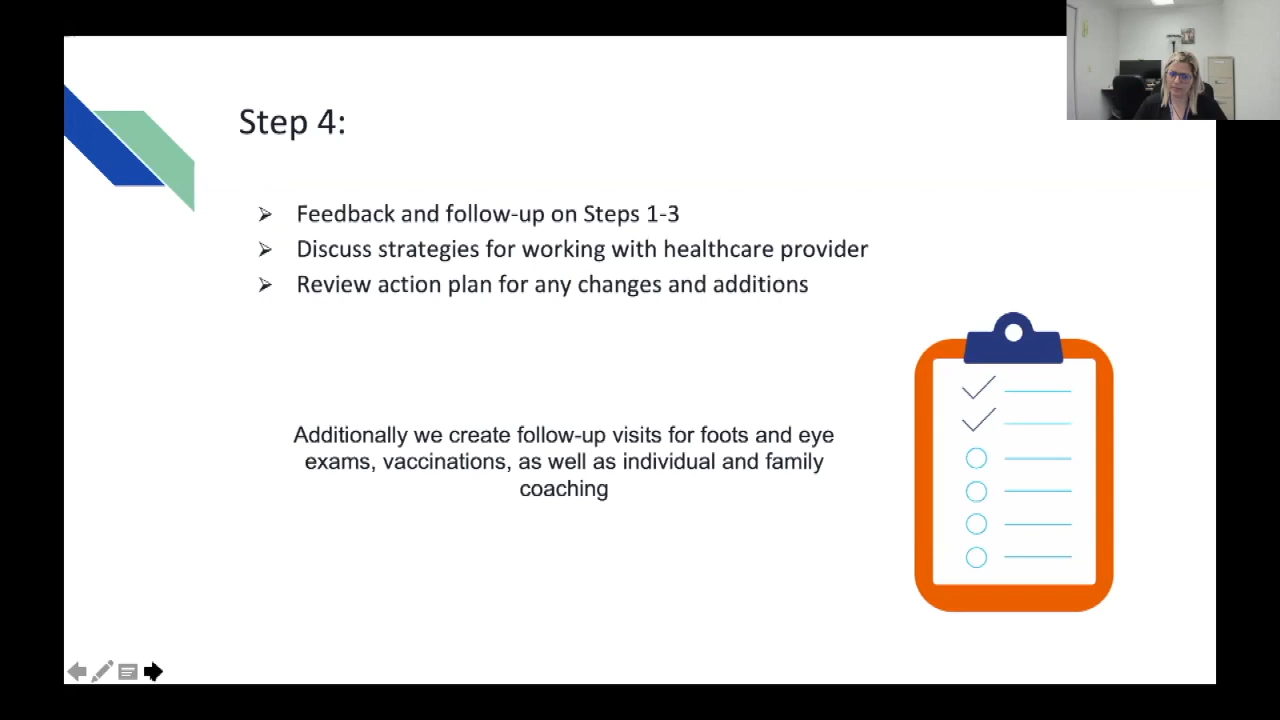 Step 4:
Feedback and follow-up on Steps 1-3
Discuss strategies for working with healthcare provider
Review action plan for any changes and additions
Additionally we create follow-up visits for foots and eye
exams, vaccinations, as well as individual and family
coaching